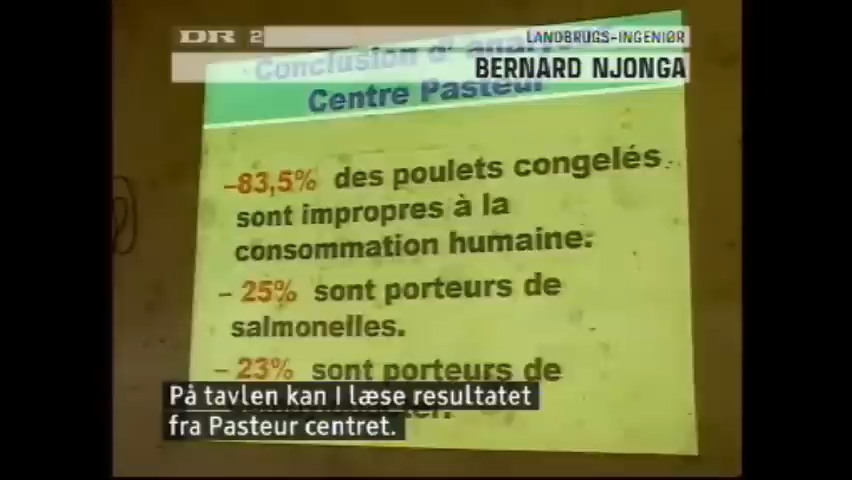 DR 2
LANDBRUGS-INGENIØR
BERNARD NJONGA
Conclusion d'
Centre Pasteur
-83,5% des poulets congelés
sont impropres à la
consommation humaine.
- 25% sont porteurs de
salmonelles.
- 23% sont porteurs de
På tavlen kan I læse resultatet
fra Pasteur centret.